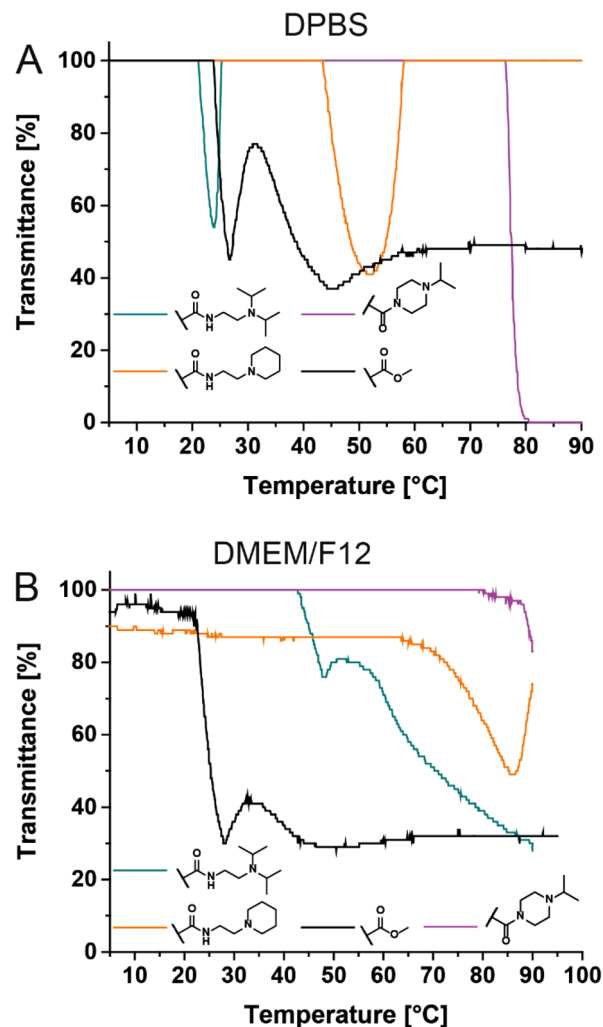 DPBS
A
Transmittance [%]
100
80
60
40
20
0
O
N
H
N
N
N
O
O
N
H
N
O
O
10 20 30 40 50 60 70 80 90
Temperature [°C]
DMEM/F12
B
Transmittance [%]
100
80
60
40
20
0
O
N
H
N
O
N
H
N
O
O
N
N
O
10 20 30 40 50 60 70 80 90 100
Temperature [°C]